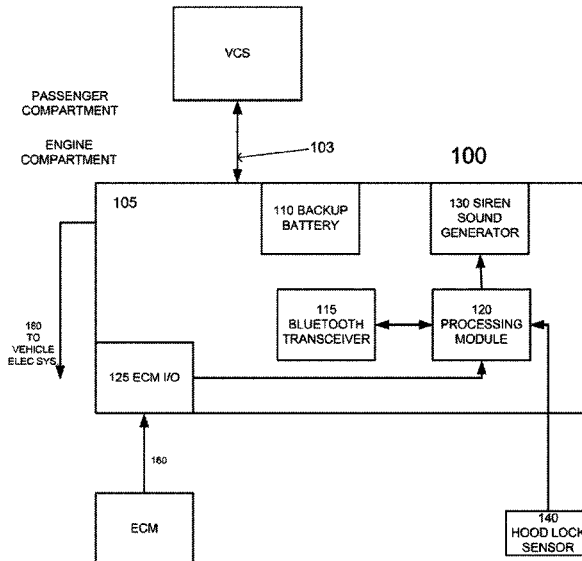 VCS
PASSENGER
COMPARTMENT
ENGINE
COMPARTMENT
103
100
105
110 BACKUP
BATTERY
130 SIREN
SOUND
GENERATOR
115
BLUETOOTH
TRANSCEIVER
120
PROCESSING
MODULE
160
TO
VEHICLE
ELEC SYS
125 ECM I/O
160
ECM
140
HOOD LOCK
SENSOR